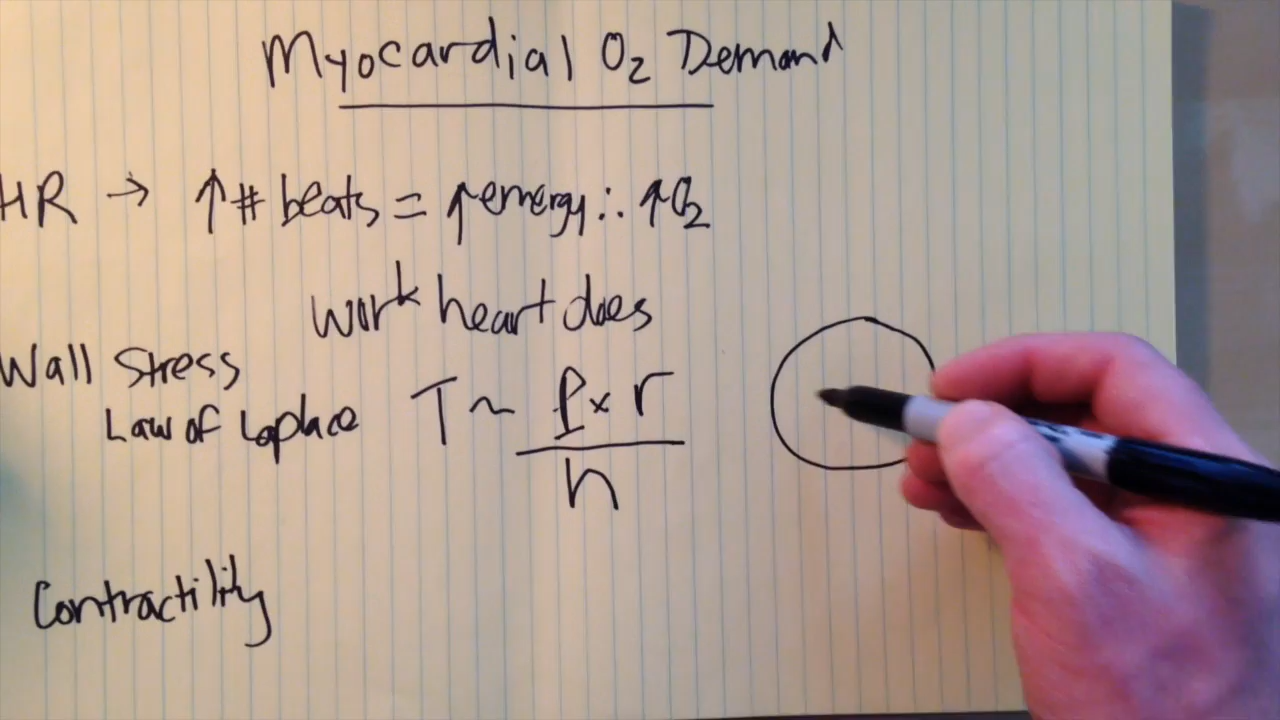 Myocardial O2 Demand
HR → ↑ # beats = ↑ energy ∴ ↑O2
work heart does
Wall Stress
Law of Laplace T ~ P x r
h
Contractility